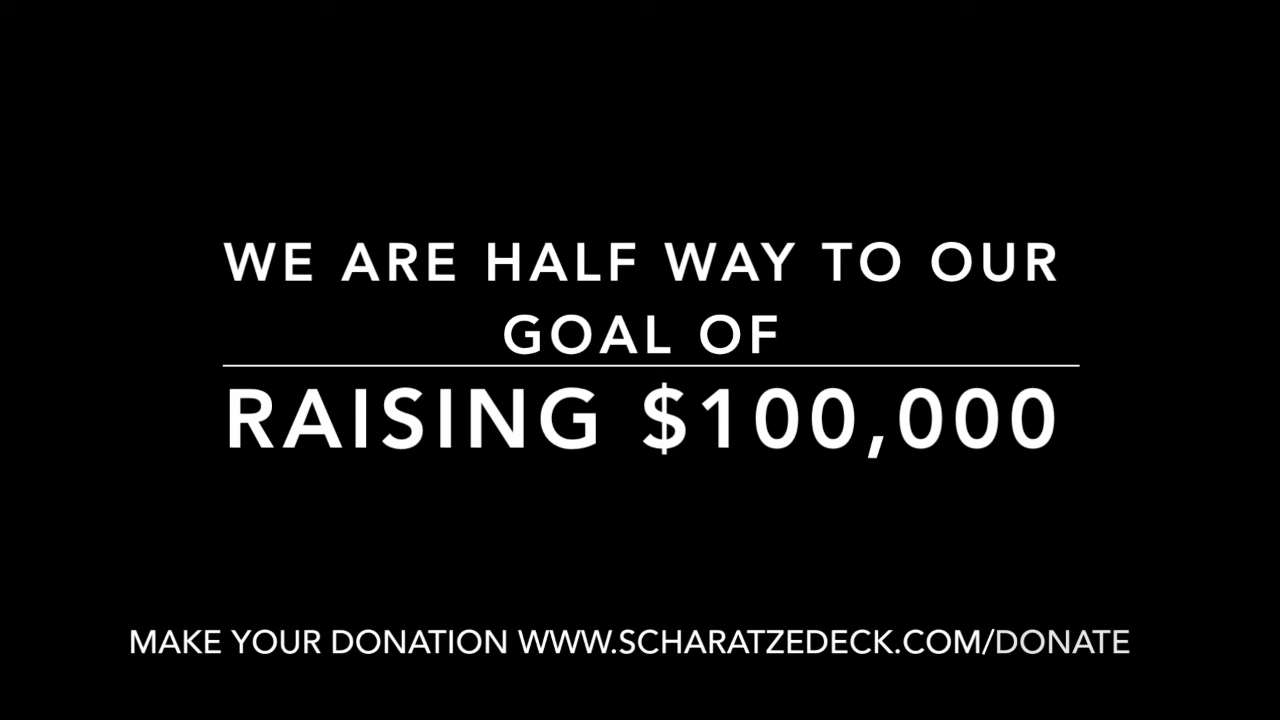 WE ARE HALF WAY TO OUR
GOAL OF
RAISING $100,000
MAKE YOUR DONATION WWW.SCHARATZEDECK.COM/DONATE